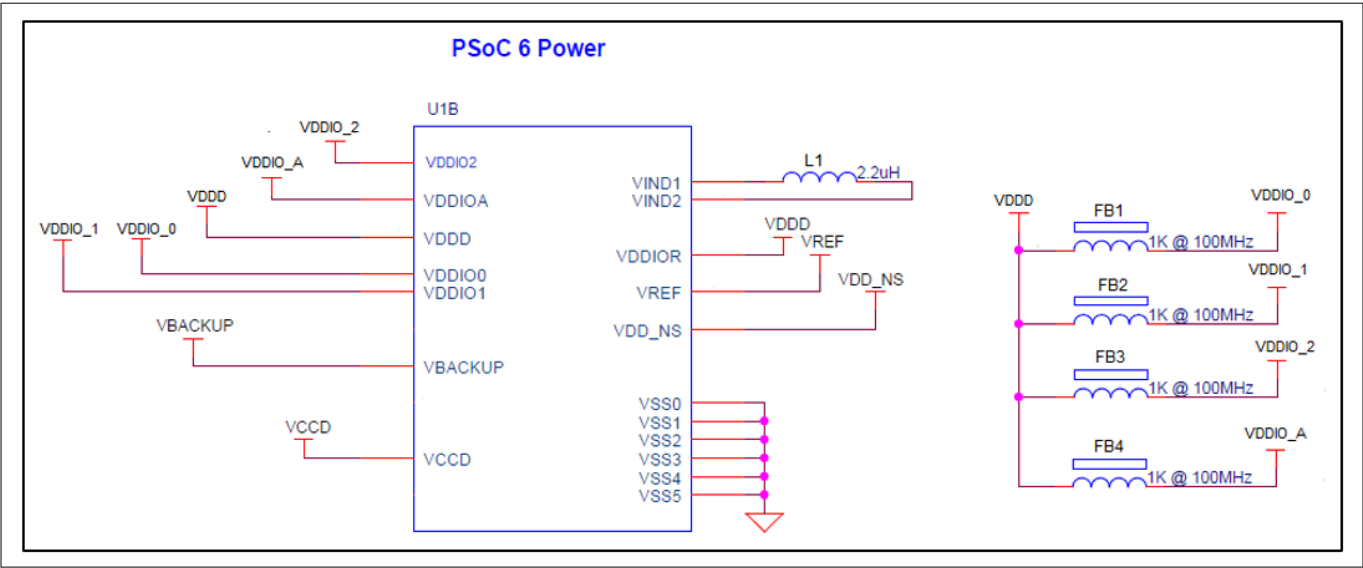 PSoC 6 Power
U1B
VDDIO_2
VDDIO_A
VDDD
VDDIO_1
VDDIO_0
VBACKUP
VCCD
VDDIO2
VDDIOA
VDDD
VDDIO0
VDDIO1
VBACKUP
VCCD
VIND1
VIND2
VDDIOR
VREF
VDD_NS
VSS0
VSS1
VSS2
VSS3
VSS4
VSS5
L1
2.2uH
VDDD
VREF
VDD_NS
VDDD
FB1
1K @ 100MHz
VDDIO_0
FB2
1K @ 100MHz
VDDIO_1
FB3
1K @ 100MHz
VDDIO_2
FB4
1K @ 100MHz
VDDIO_A